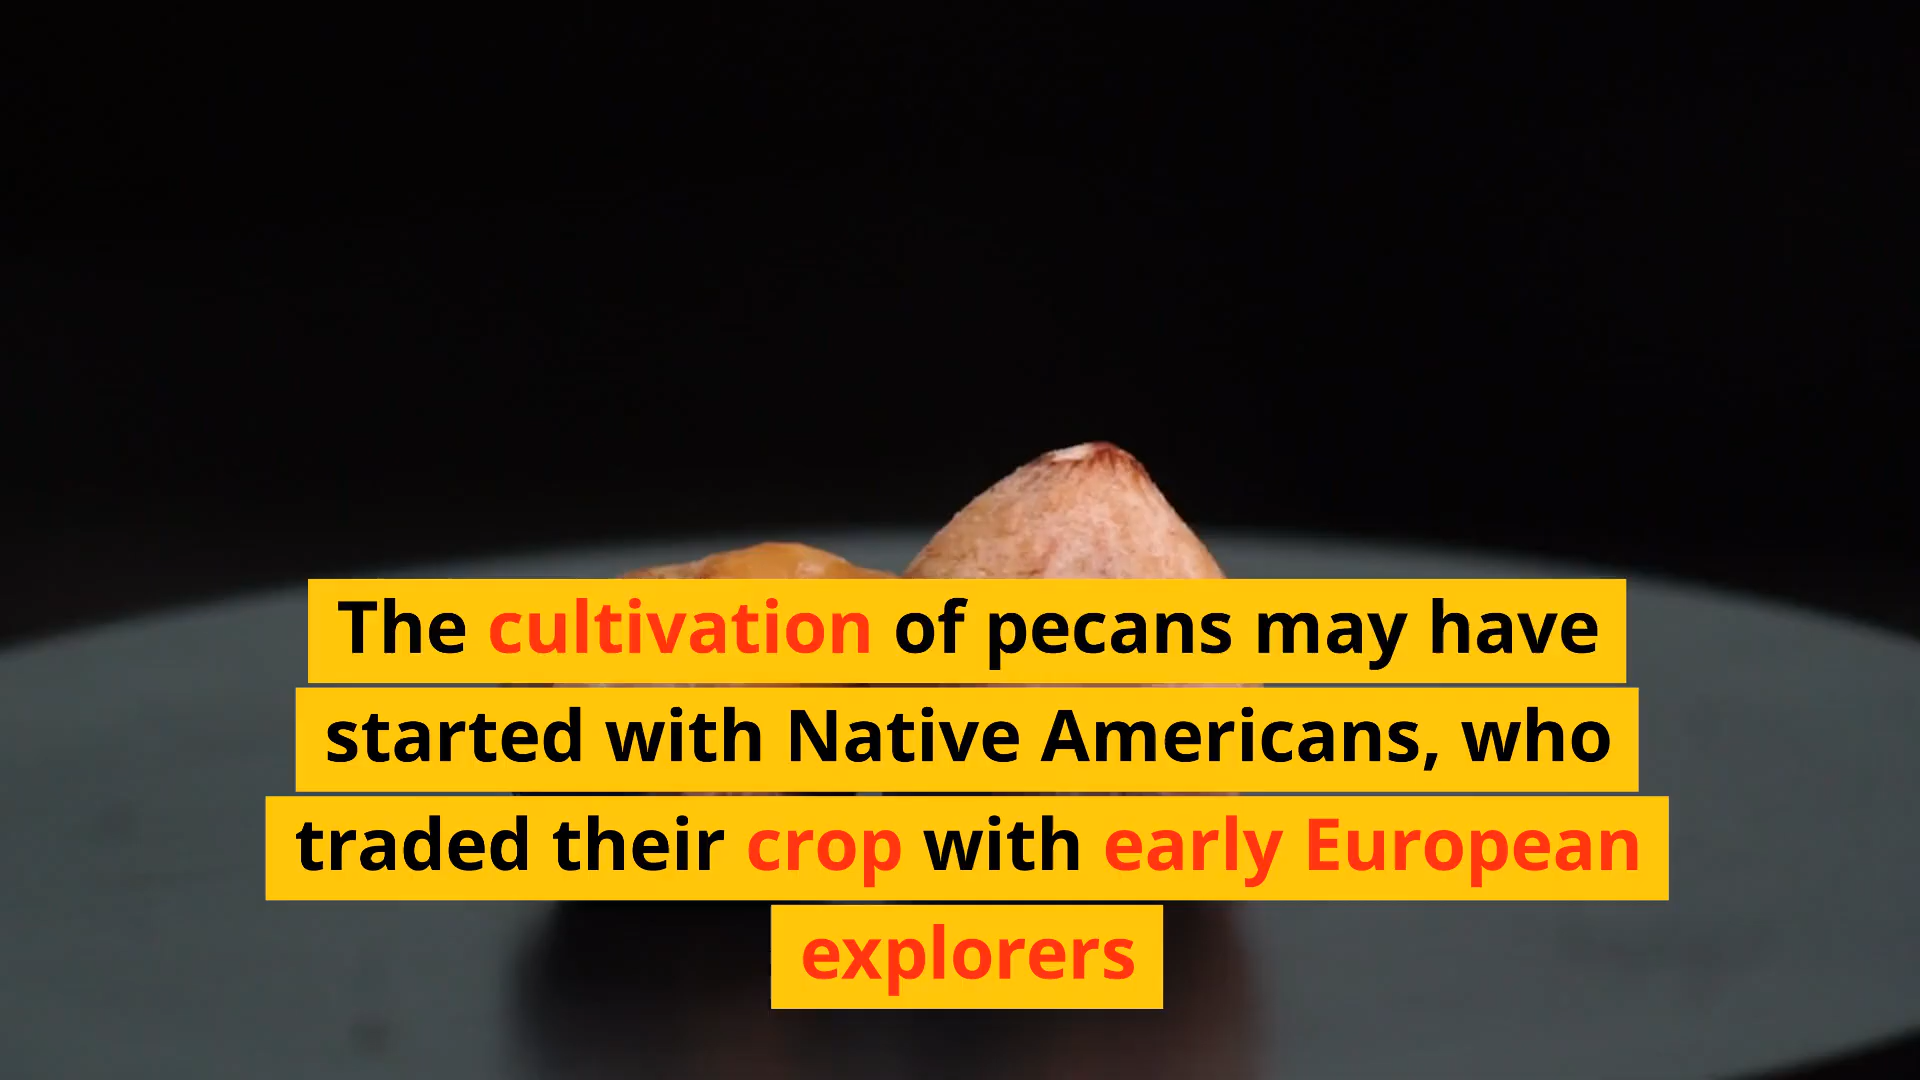 The cultivation of pecans may have
started with Native Americans, who
traded their crop with early European
explorers